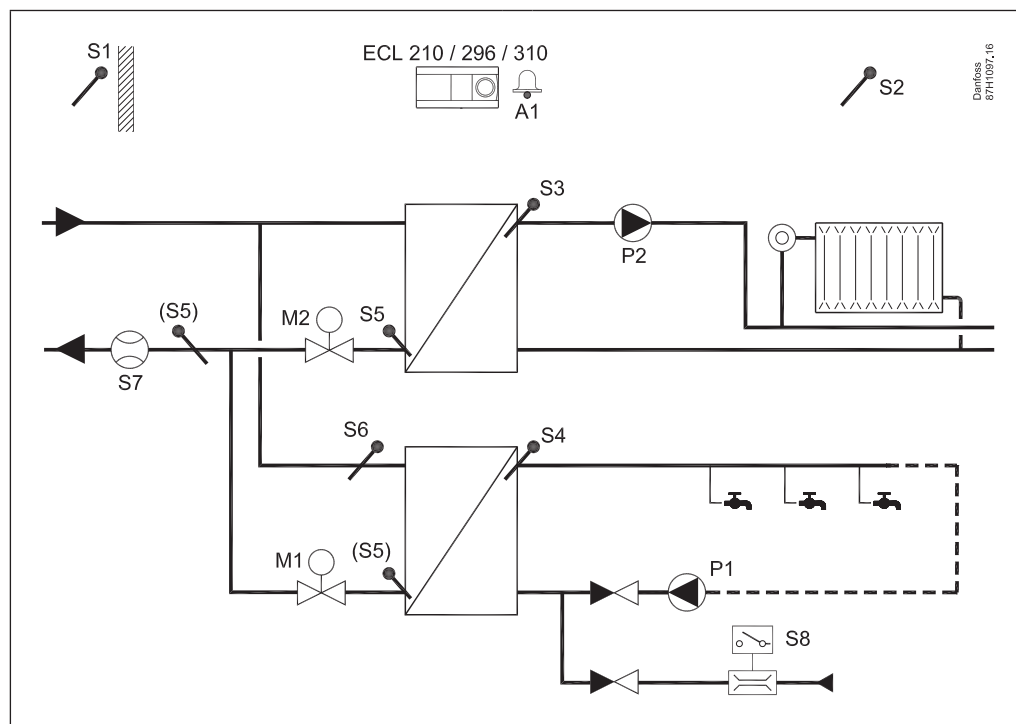 S1
ECL 210 / 296 / 310
A1
S2
Danfoss
87H1097.16
S3
P2
(S5)
M2
S5
S7
S6
S4
M1
(S5)
P1
S8